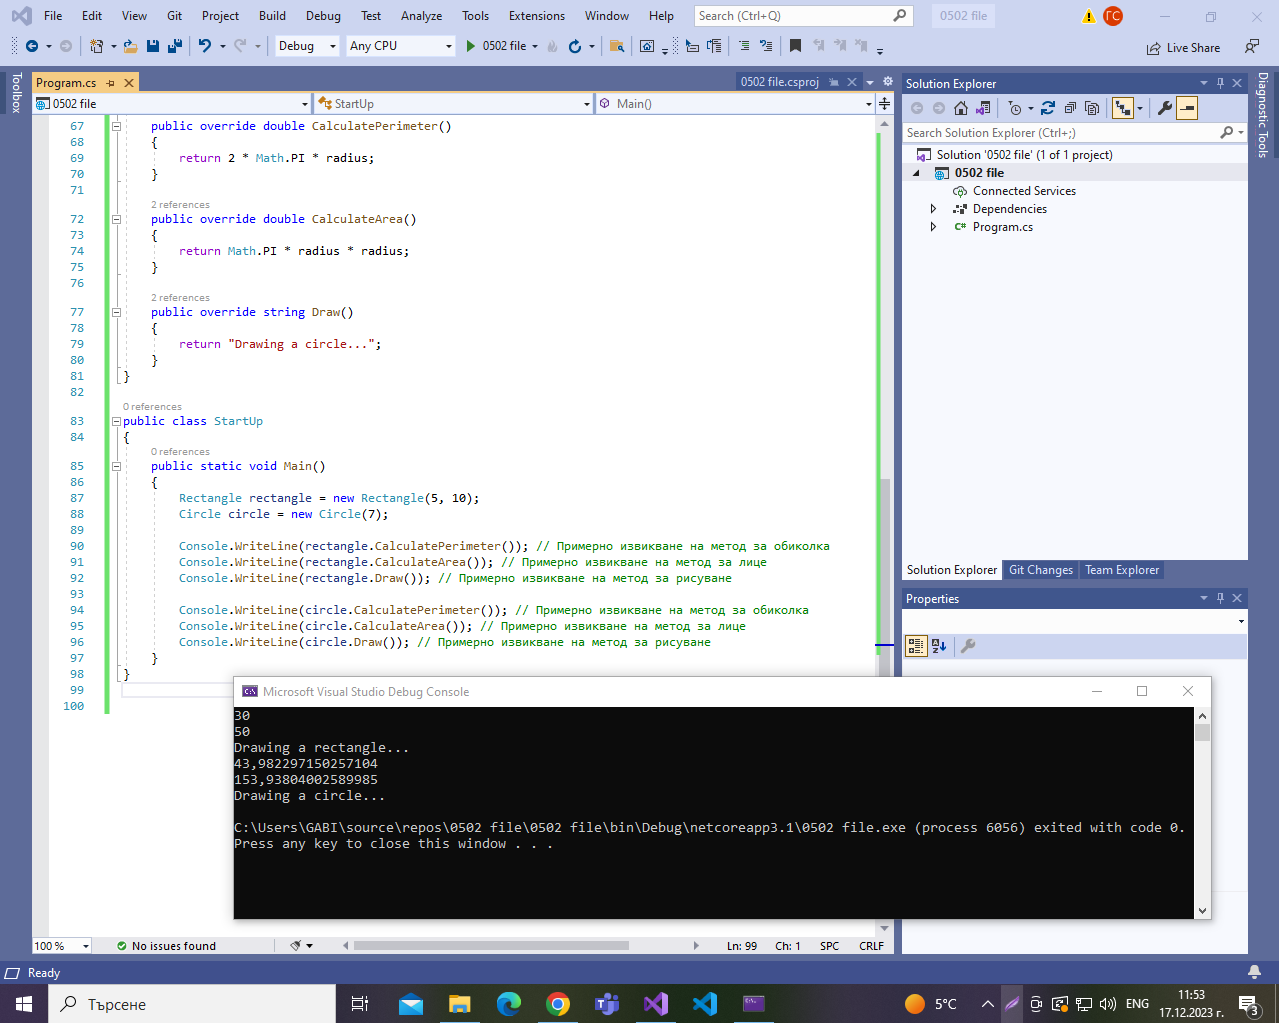 File Edit View Git Project Build Debug Test Analyze Tools Extensions Window Help Search (Ctrl+Q) 0502 file ГС
Debug Any CPU 0502 file Live Share
Toolbox
Program.cs 0502 file.csproj
0502 file StartUp Main()
67 public override double CalculatePerimeter()
68 {
69 return 2 * Math.PI * radius;
70 }
71
2 references
72 public override double CalculateArea()
73 {
74 return Math.PI * radius * radius;
75 }
76
2 references
77 public override string Draw()
78 {
79 return "Drawing a circle...";
80 }
81 }
82
0 references
83 public class StartUp
84 {
0 references
85 public static void Main()
86 {
87 Rectangle rectangle = new Rectangle(5, 10);
88 Circle circle = new Circle(7);
89
90 Console.WriteLine(rectangle.CalculatePerimeter()); // Примерно извикване на метод за обиколка
91 Console.WriteLine(rectangle.CalculateArea()); // Примерно извикване на метод за лице
92 Console.WriteLine(rectangle.Draw()); // Примерно извикване на метод за рисуване
93
94 Console.WriteLine(circle.CalculatePerimeter()); // Примерно извикване на метод за обиколка
95 Console.WriteLine(circle.CalculateArea()); // Примерно извикване на метод за лице
96 Console.WriteLine(circle.Draw()); // Примерно извикване на метод за рисуване
97 }
98 }
99
100
Solution Explorer
Search Solution Explorer (Ctrl+;)
Solution '0502 file' (1 of 1 project)
0502 file
Connected Services
Dependencies
C# Program.cs
Solution Explorer Git Changes Team Explorer
Properties
Diagnostic Tools
Microsoft Visual Studio Debug Console
30
50
Drawing a rectangle...
43,982297150257104
153,93804002589985
Drawing a circle...
C:\Users\GABI\source\repos\0502 file\0502 file\bin\Debug\netcoreapp3.1\0502 file.exe (process 6056) exited with code 0.
Press any key to close this window . . .
100 % No issues found Ln: 99 Ch: 1 SPC CRLF
Ready
Търсене 5°C ENG 11:53
17.12.2023 г. 3